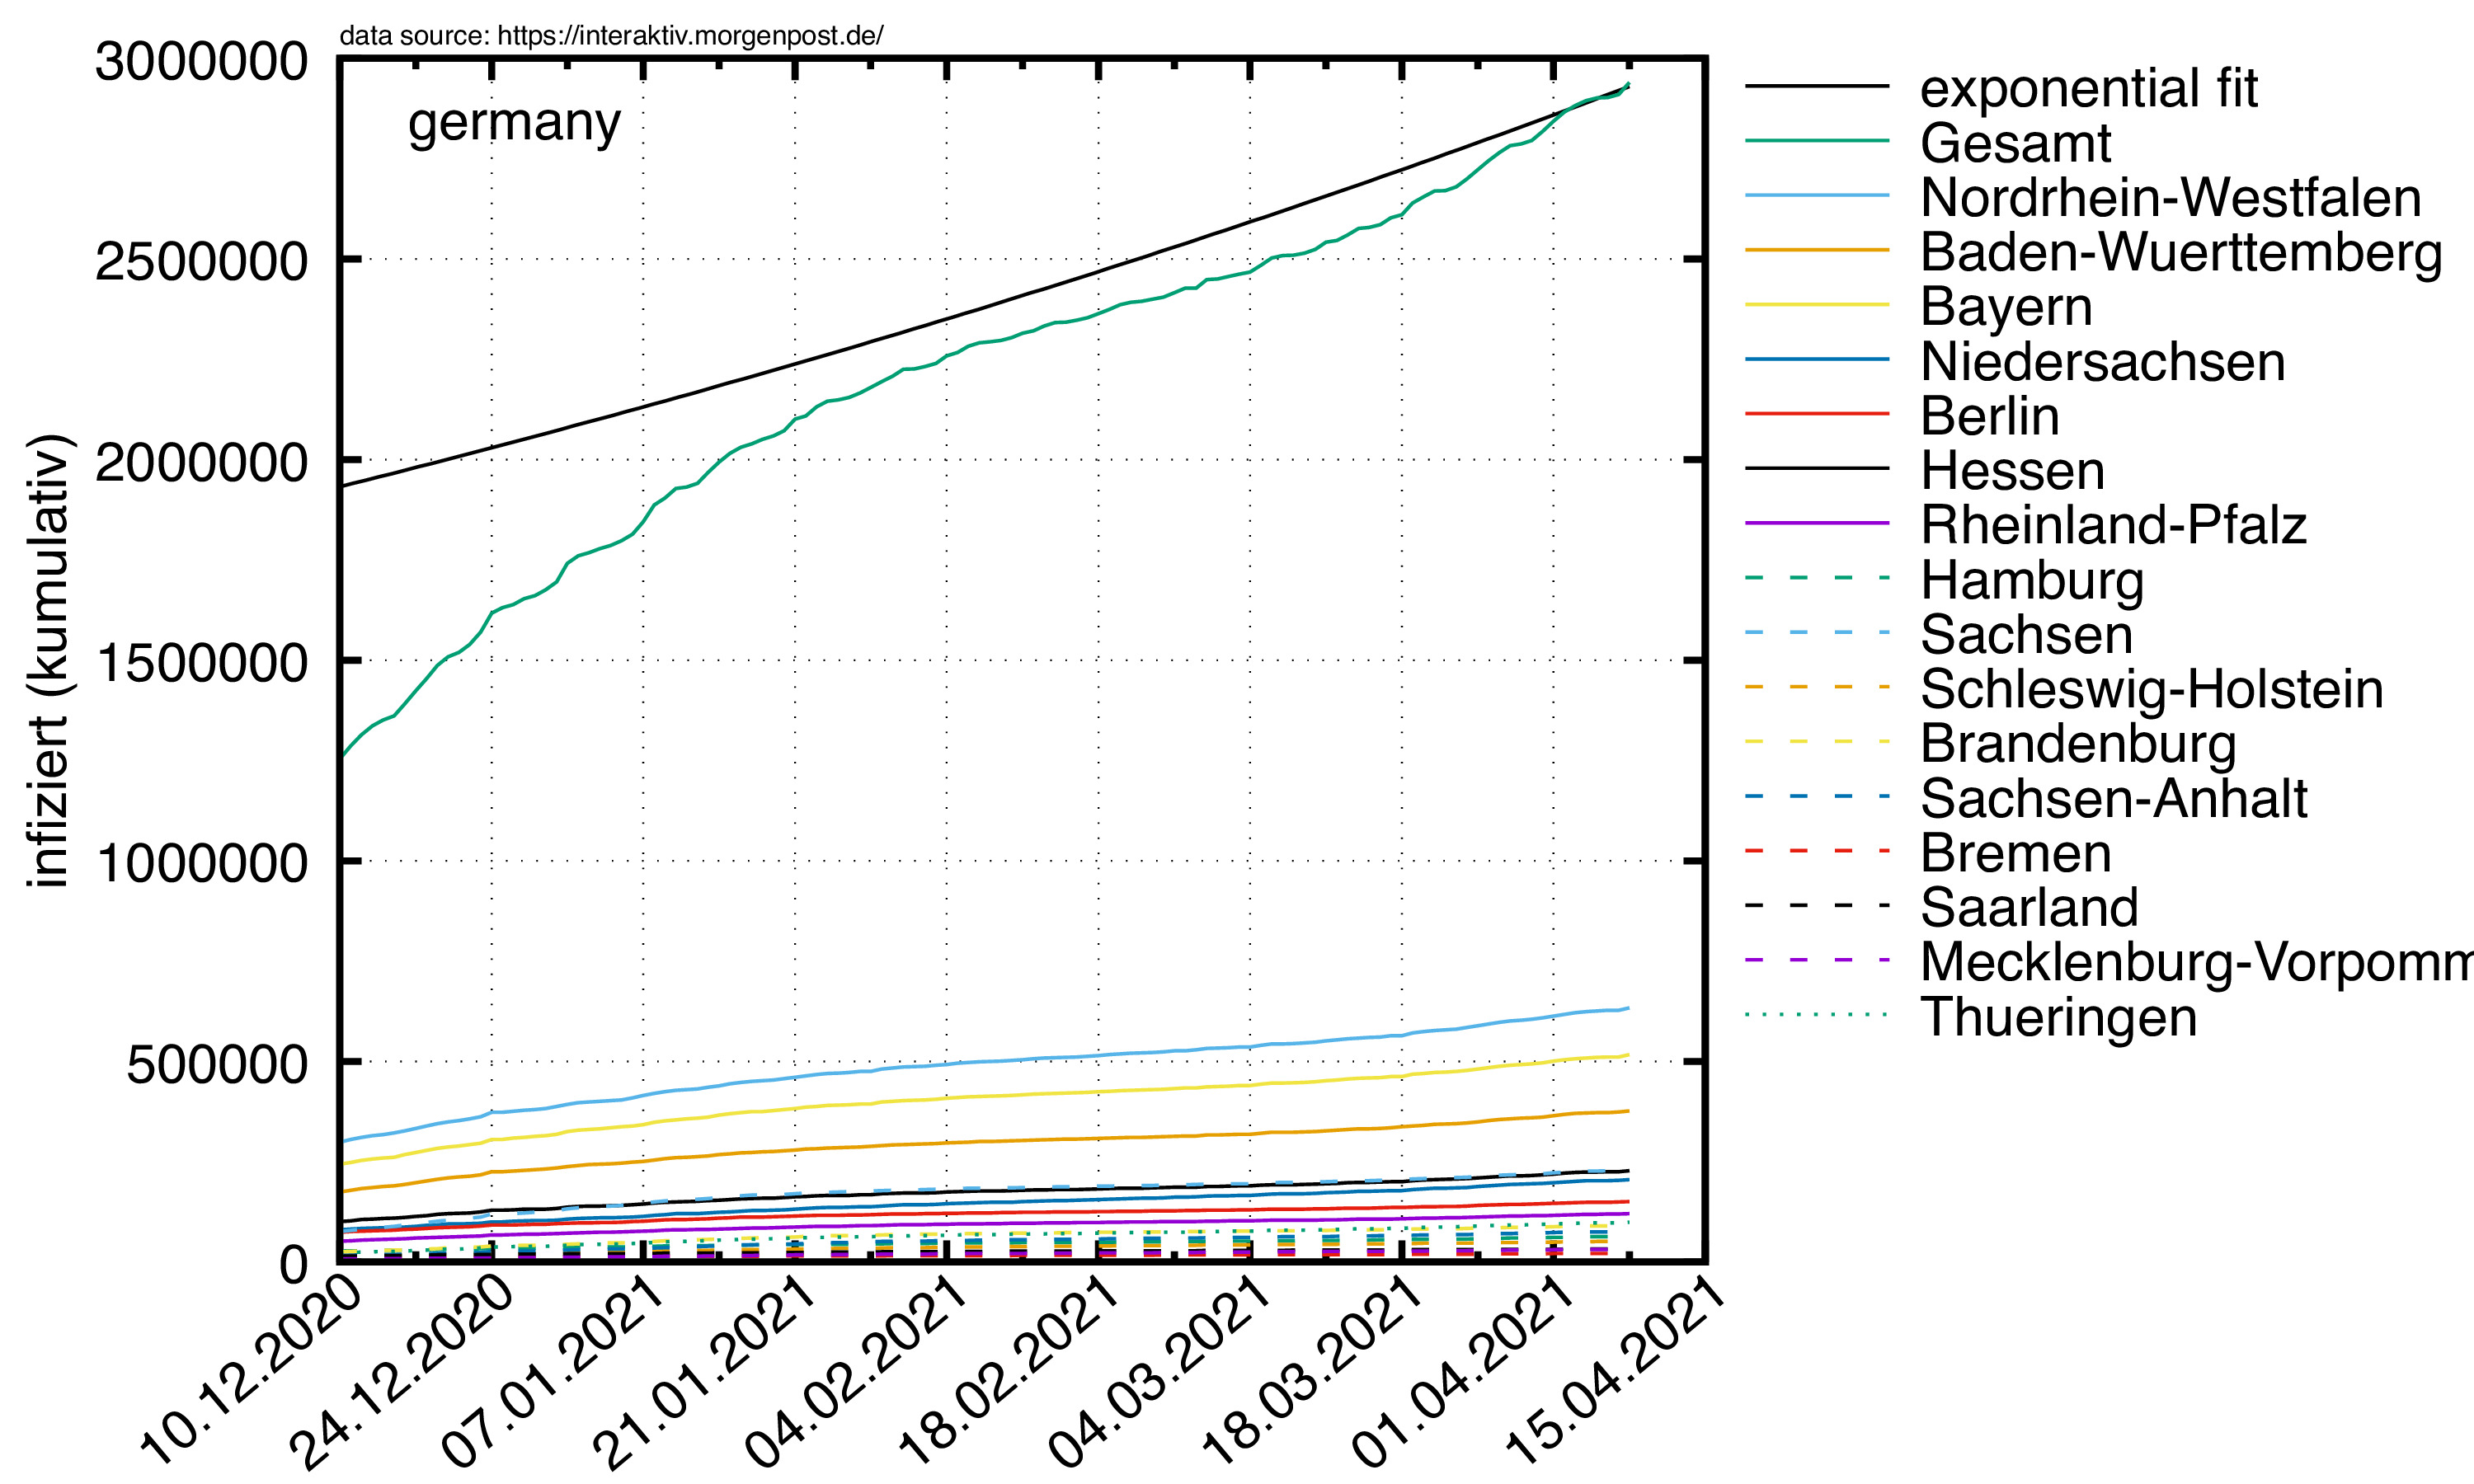 data source: https://interaktiv.morgenpost.de/
germany
infiziert (kumulativ)
3000000
2500000
2000000
1500000
1000000
500000
0
10.12.2020
24.12.2020
07.01.2021
21.01.2021
04.02.2021
18.02.2021
04.03.2021
18.03.2021
01.04.2021
15.04.2021
exponential fit
Gesamt
Nordrhein-Westfalen
Baden-Wuerttemberg
Bayern
Niedersachsen
Berlin
Hessen
Rheinland-Pfalz
Hamburg
Sachsen
Schleswig-Holstein
Brandenburg
Sachsen-Anhalt
Bremen
Saarland
Mecklenburg-Vorpomm
Thueringen